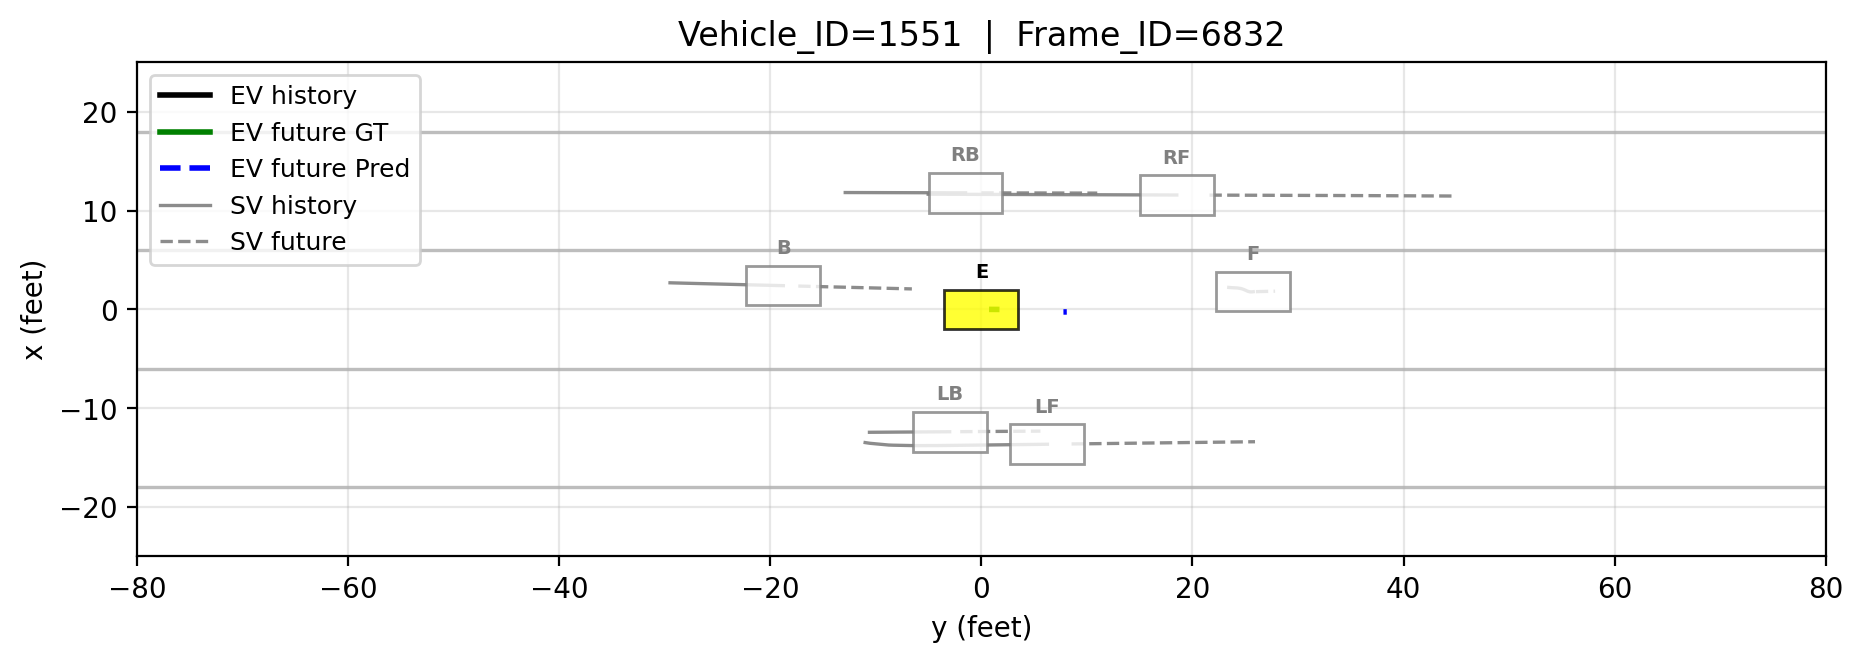 Vehicle_ID=1551 | Frame_ID=6832
EV history
EV future GT
EV future Pred
SV history
SV future
RB
RF
B
F
E
LB
LF
20
10
0
−10
−20
x (feet)
−80
−60
−40
−20
0
20
40
60
80
y (feet)